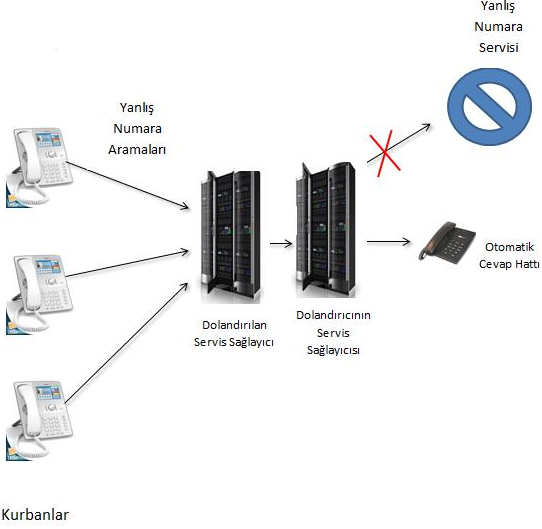 Yanlış
Numara
Servisi
Yanlış
Numara
Aramaları
Otomatik
Cevap Hattı
Dolandırılan
Servis Sağlayıcı
Dolandırıcının
Servis
Sağlayıcısı
Kurbanlar